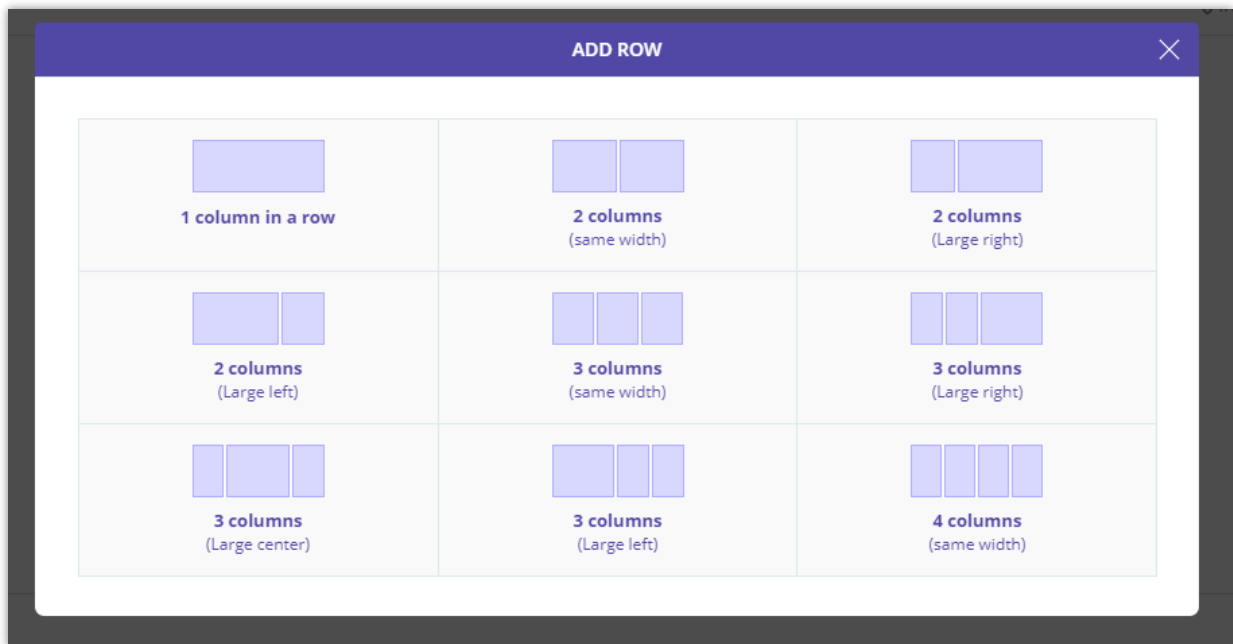 ADD ROW
1 column in a row
2 columns
(same width)
2 columns
(Large right)
2 columns
(Large left)
3 columns
(same width)
3 columns
(Large right)
3 columns
(Large center)
3 columns
(Large left)
4 columns
(same width)